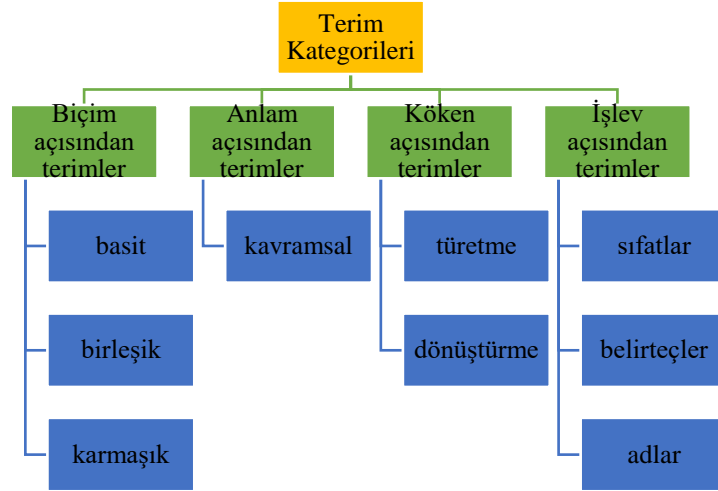 Terim
Kategorileri
Biçim
açısından
terimler
Anlam
açısından
terimler
Köken
açısından
terimler
İşlev
açısından
terimler
basit
kavramsal
türetme
sıfatlar
birleşik
dönüştürme
belirteçler
karmaşık
adlar